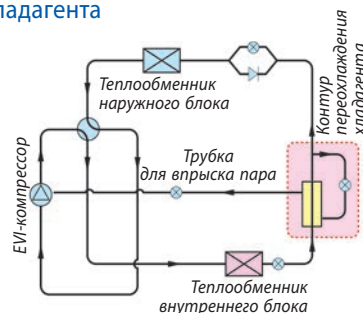 ладагента
Теплообменник
наружного блока
Контур
переохлаждения
хладагента
EVI-компрессор
Трубка
для впрыска пара
Теплообменник
внутреннего блока